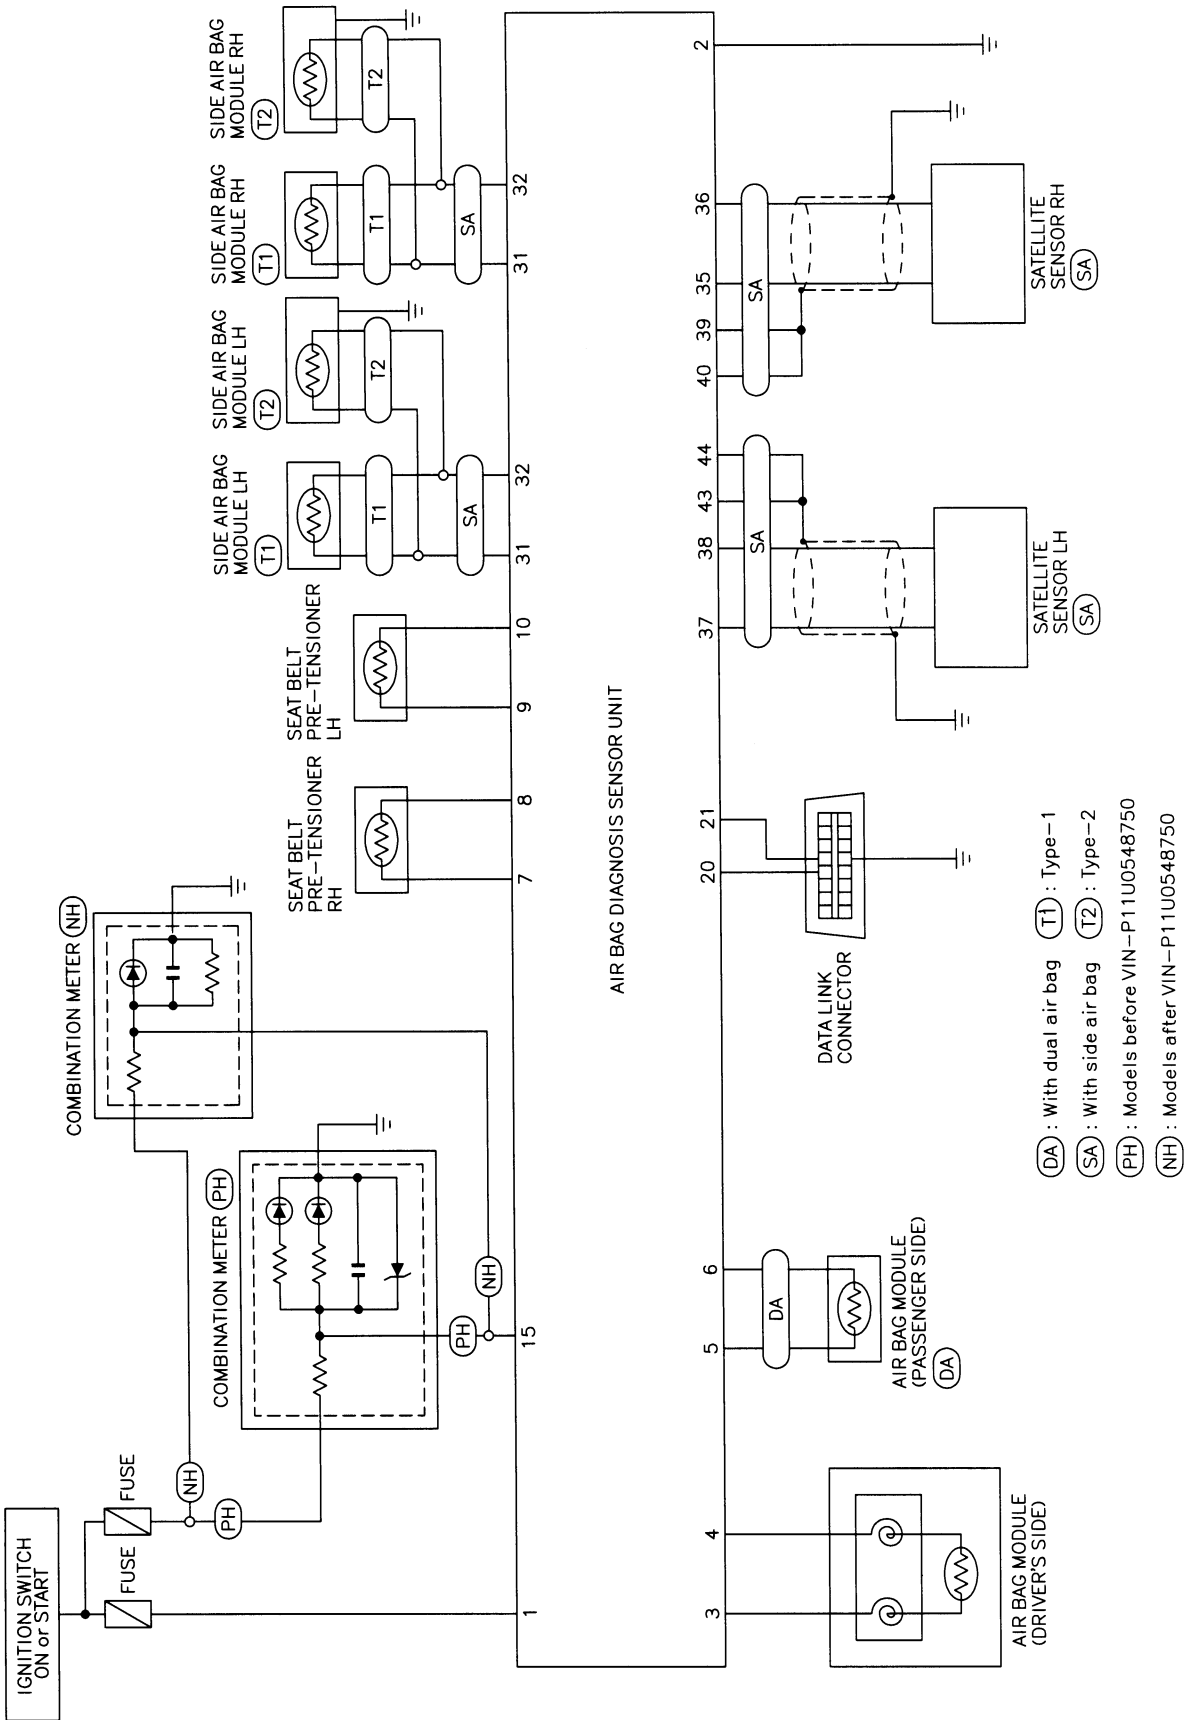 IGNITION SWITCH
ON or START
FUSE
FUSE
NH
PH
COMBINATION METER PH
COMBINATION METER NH
PH
NH
SEAT BELT
PRE-TENSIONER
RH
SEAT BELT
PRE-TENSIONER
LH
SIDE AIR BAG
MODULE LH
T1
SIDE AIR BAG
MODULE LH
T2
SIDE AIR BAG
MODULE RH
T1
SIDE AIR BAG
MODULE RH
T2
T1
T2
T1
T2
SA
SA
1
15
7
8
9
10
31
32
31
32
AIR BAG DIAGNOSIS SENSOR UNIT
3
4
5
6
20
21
37
38
43
44
40
39
35
36
2
DA
SA
SA
AIR BAG MODULE
(DRIVER'S SIDE)
AIR BAG MODULE
(PASSENGER SIDE)
DA
DATA LINK
CONNECTOR
SATELLITE
SENSOR LH
SA
SATELLITE
SENSOR RH
SA
DA : With dual air bag T1 : Type-1
SA : With side air bag T2 : Type-2
PH : Models before VIN-P11U0548750
NH : Models after VIN-P11U0548750